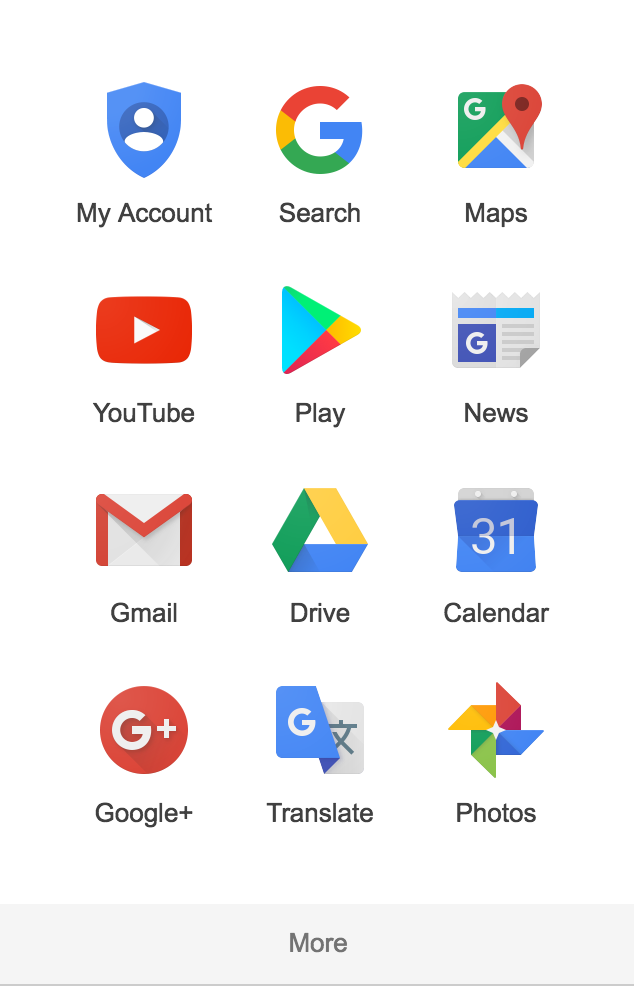 My Account
Search
G
Maps
YouTube
Play
G
News
Gmail
Drive
31
Calendar
G+
Google+
G
文
Translate
Photos
More